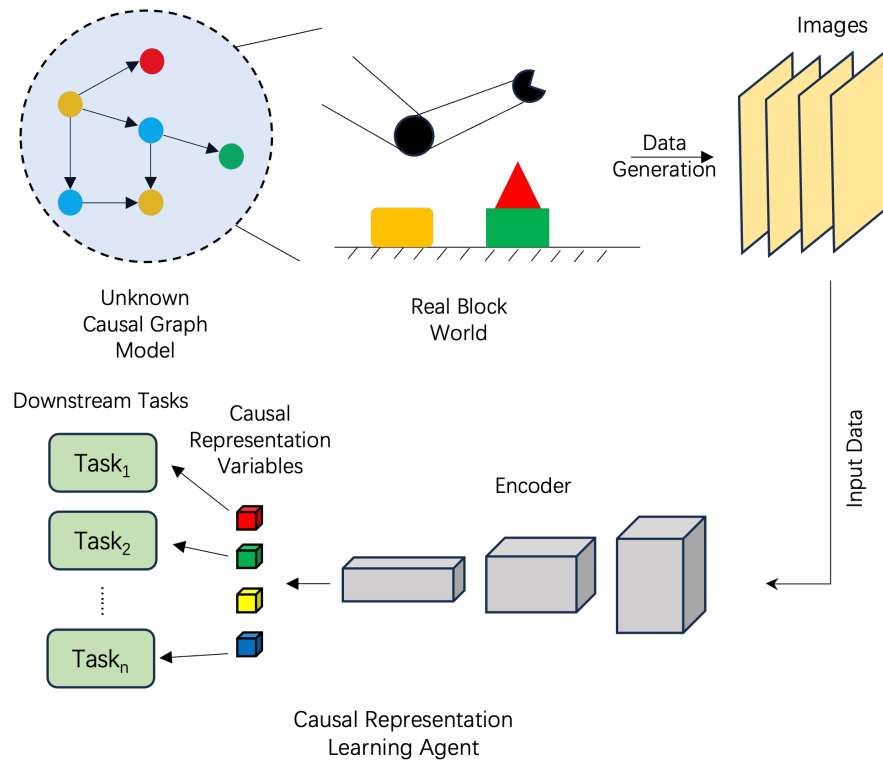 Images
Data
Generation
Unknown
Causal Graph
Model
Real Block
World
Downstream Tasks
Causal
Representation
Variables
Task₁
Task₂
Taskₙ
Encoder
Input Data
Causal Representation
Learning Agent